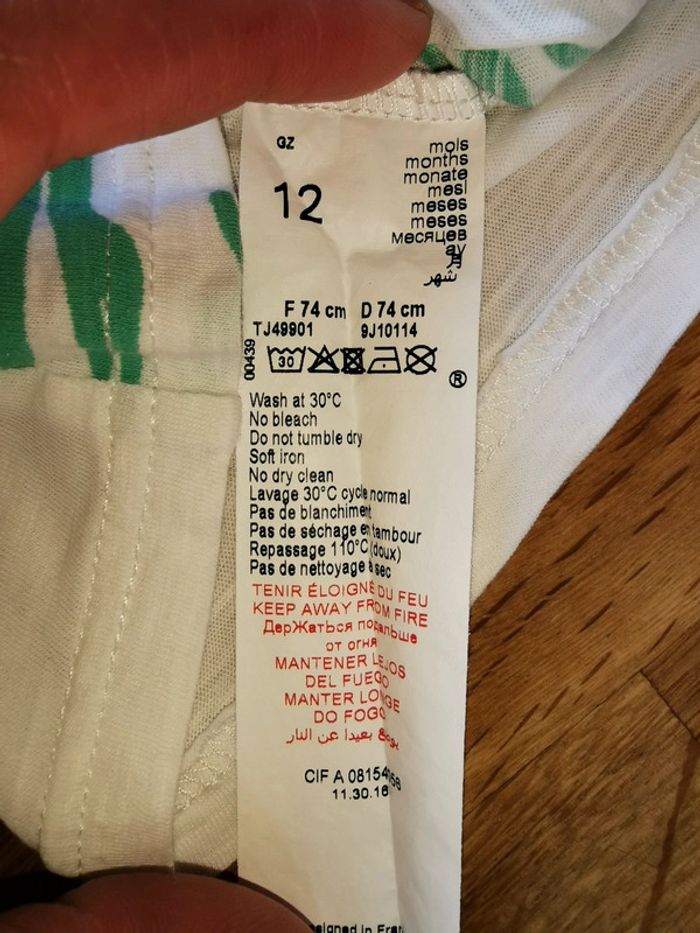 GZ
12
mois
months
monate
mesi
meses
meses
месяцев
ay
月
شهر
F 74 cm D 74 cm
TJ49901 9J10114
00439
30
®
Wash at 30°C
No bleach
Do not tumble dry
Soft iron
No dry clean
Lavage 30°C cycle normal
Pas de blanchiment
Pas de séchage en tambour
Repassage 110°C (doux)
Pas de nettoyage à sec
TENIR ÉLOIGNÉ DU FEU
KEEP AWAY FROM FIRE
ДерЖаться подальше
от огня
MANTENER LEJOS
DEL FUEGO
MANTER LONGE
DO FOGO
بعيدا عن النار
CIF A 0815
11.30.16